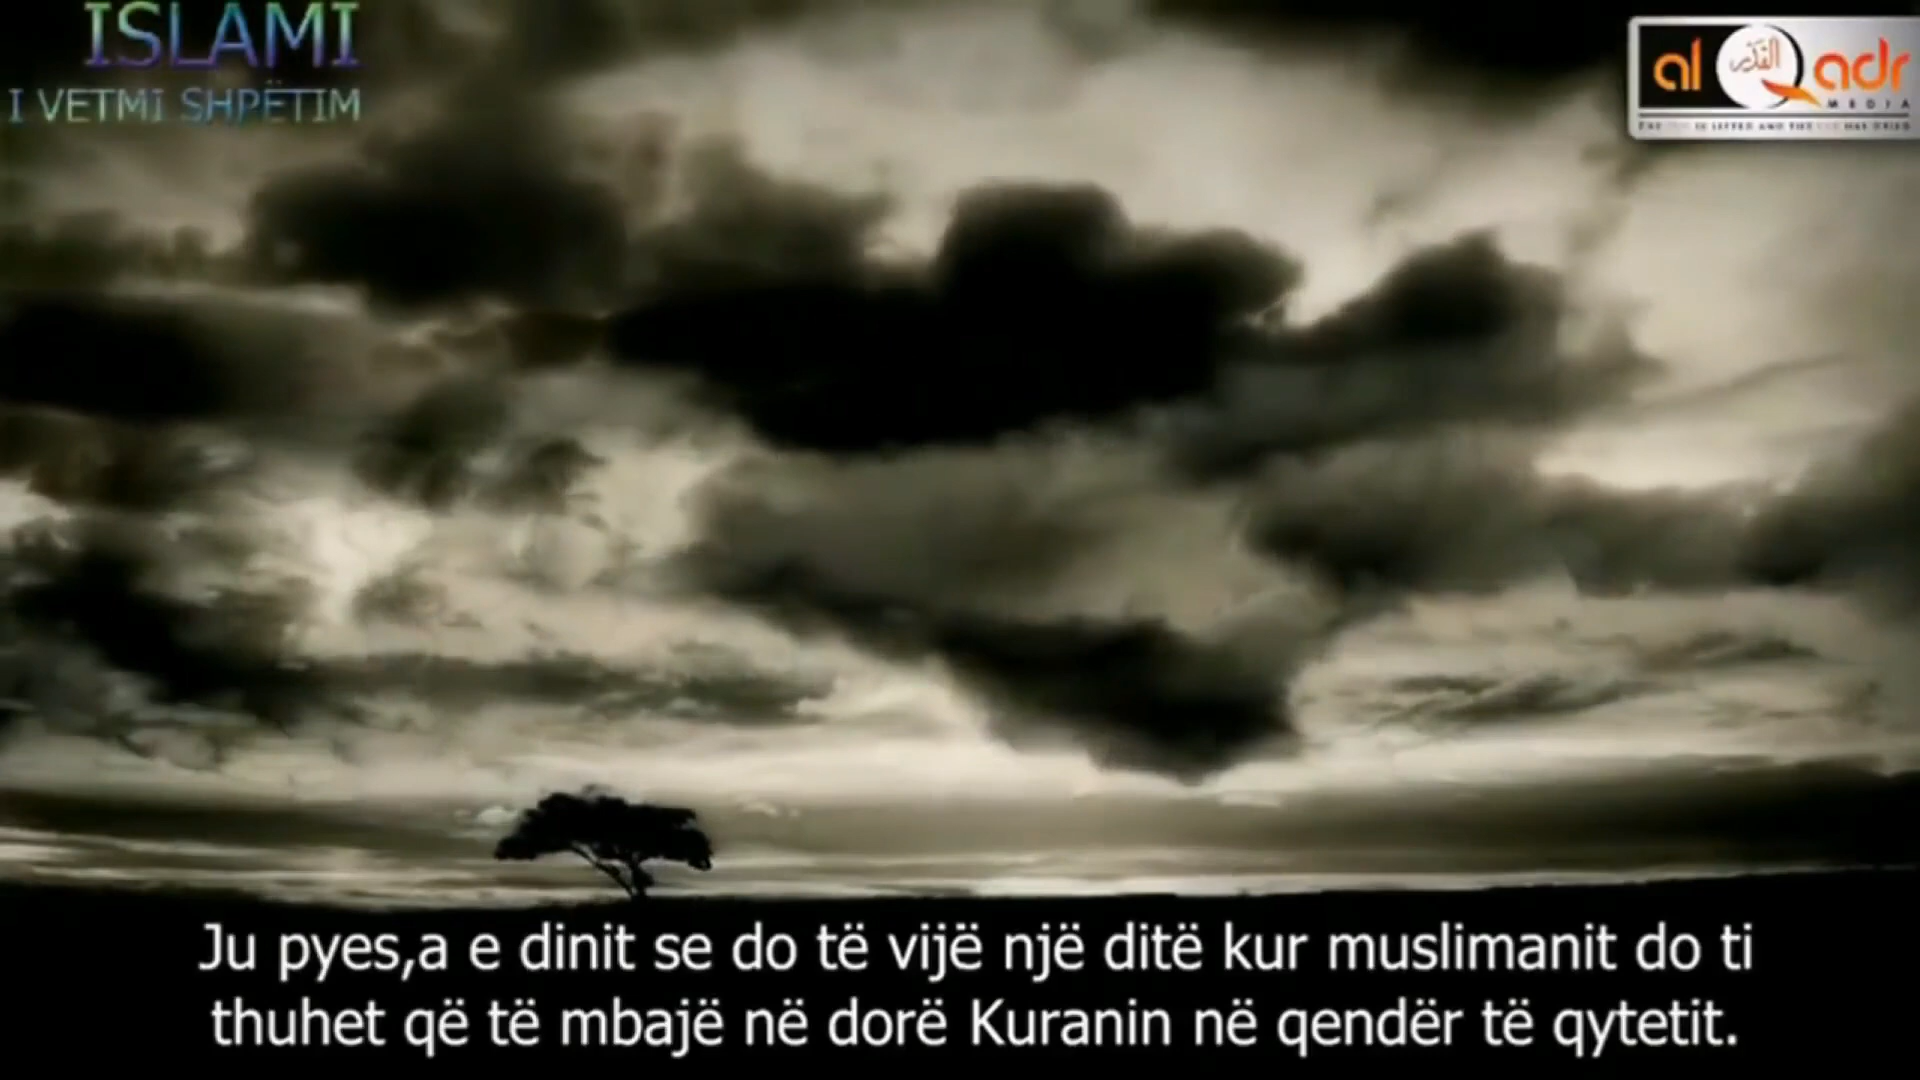 ISLAMI
I VETMI SHPËTIM
al Qadr
القدر
MEDIA
Ju pyes,a e dinit se do të vijë një ditë kur muslimanit do ti
thuhet që të mbajë në dorë Kuranin në qendër të qytetit.